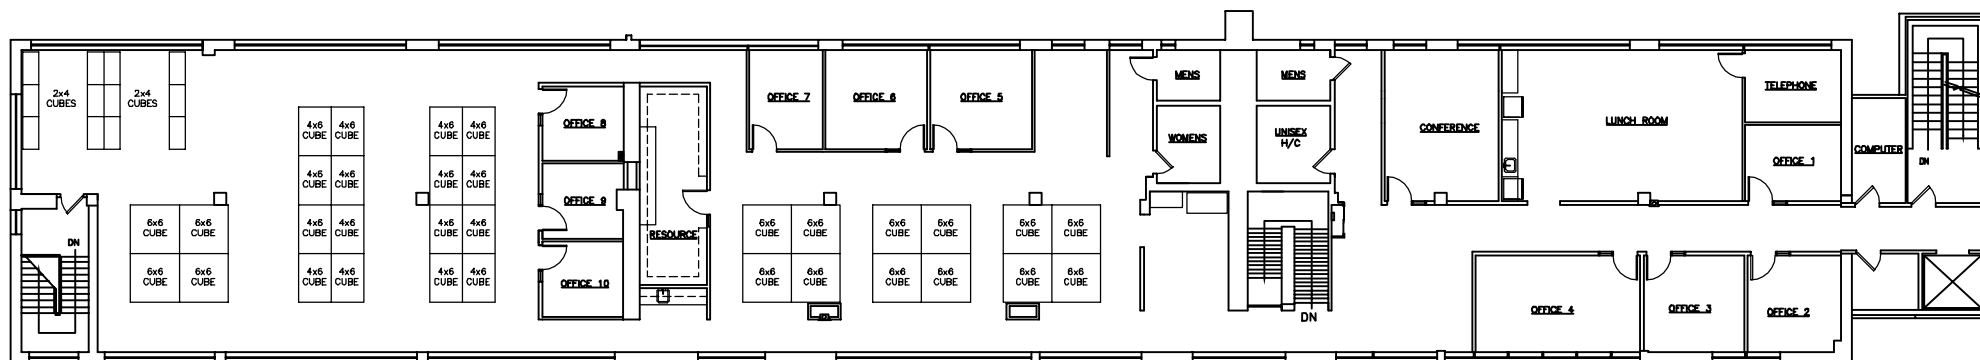 2x4
CUBES
2x4
CUBES
4x6
CUBE
4x6
CUBE
4x6
CUBE
4x6
CUBE
4x6
CUBE
4x6
CUBE
4x6
CUBE
4x6
CUBE
4x6
CUBE
4x6
CUBE
4x6
CUBE
4x6
CUBE
4x6
CUBE
4x6
CUBE
4x6
CUBE
4x6
CUBE
6x6
CUBE
6x6
CUBE
6x6
CUBE
6x6
CUBE
DN
OFFICE 8
OFFICE 9
OFFICE 10
RESOURCE
OFFICE 7
OFFICE 6
OFFICE 5
6x6
CUBE
6x6
CUBE
6x6
CUBE
6x6
CUBE
6x6
CUBE
6x6
CUBE
6x6
CUBE
6x6
CUBE
6x6
CUBE
6x6
CUBE
6x6
CUBE
6x6
CUBE
MENS
MENS
WOMENS
UNISEX
H/C
DN
CONFERENCE
LUNCH ROOM
TELEPHONE
OFFICE 1
COMPUTER
DN
OFFICE 4
OFFICE 3
OFFICE 2